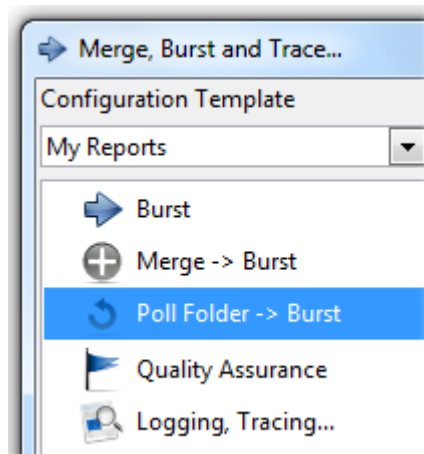 Merge, Burst and Trace...
Configuration Template
My Reports
Burst
Merge -> Burst
Poll Folder -> Burst
Quality Assurance
Logging, Tracing...